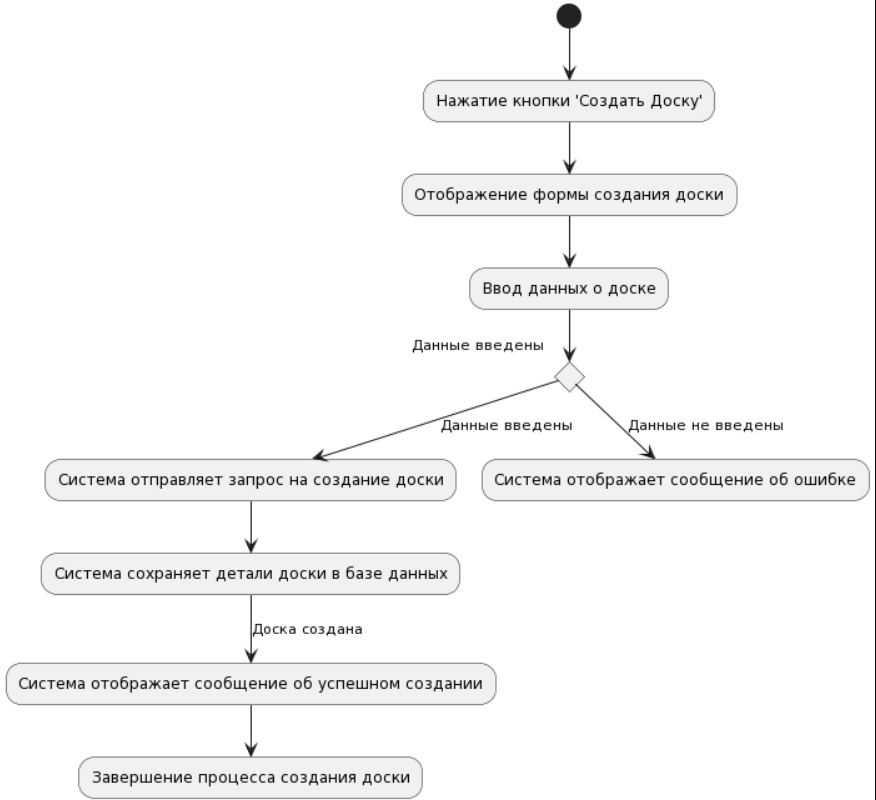 Нажатие кнопки 'Создать Доску'
Отображение формы создания доски
Ввод данных о доске
Данные введены
Данные введены
Данные не введены
Система отправляет запрос на создание доски
Система отображает сообщение об ошибке
Система сохраняет детали доски в базе данных
Доска создана
Система отображает сообщение об успешном создании
Завершение процесса создания доски